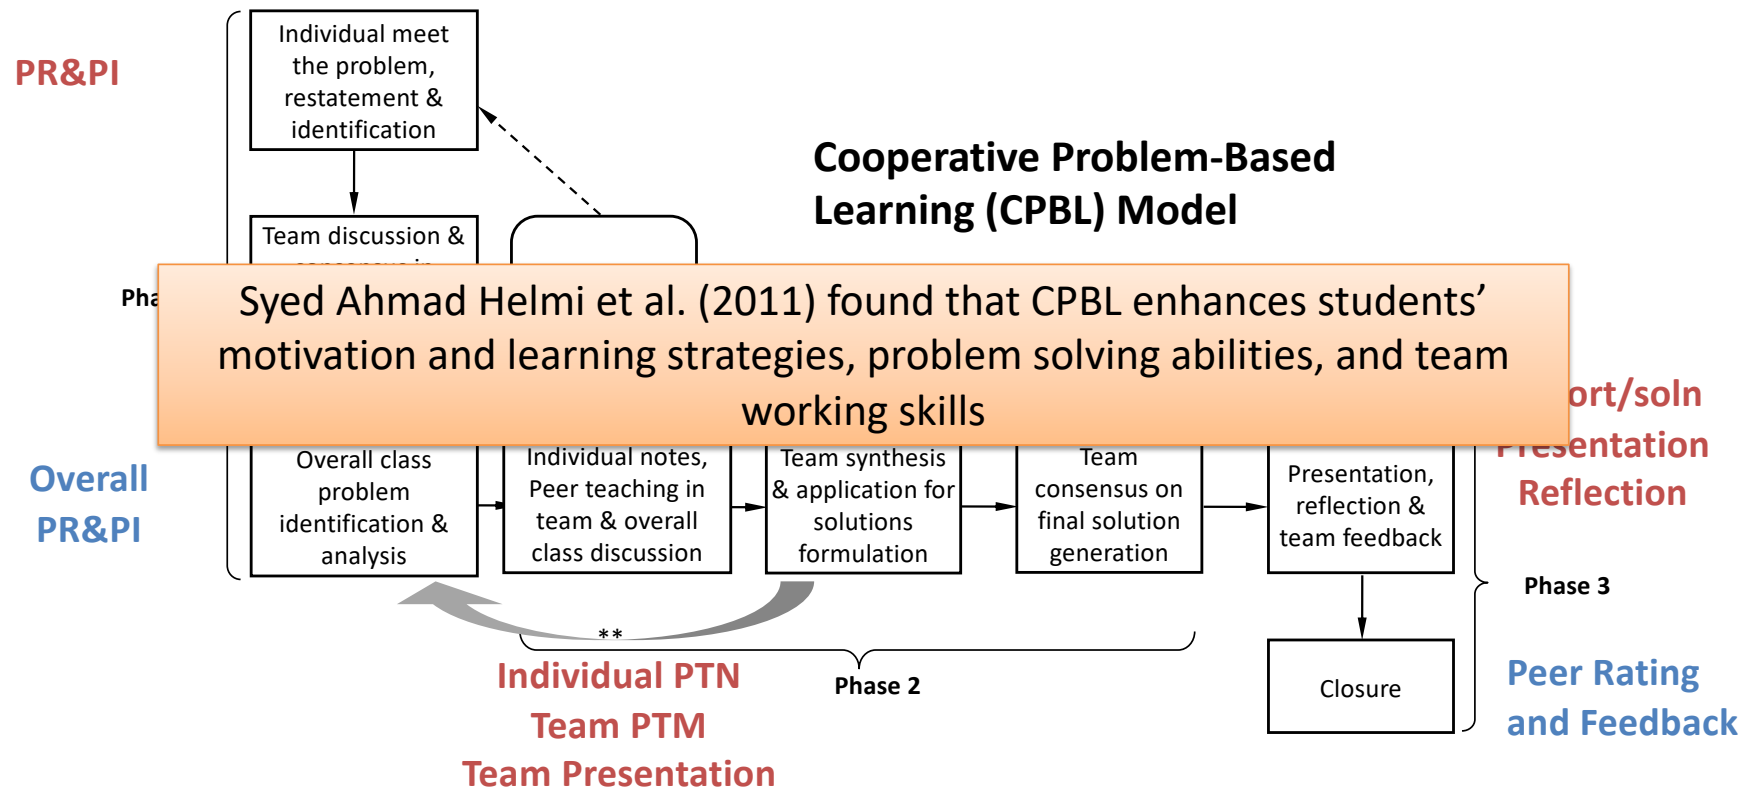 PR&PI
Individual meet
the problem,
restatement &
identification
Cooperative Problem-Based
Learning (CPBL) Model
Team discussion &
Syed Ahmad Helmi et al. (2011) found that CPBL enhances students’
motivation and learning strategies, problem solving abilities, and team
working skills
Overall
PR&PI
Overall class
problem
identification &
analysis
Individual notes,
Peer teaching in
team & overall
class discussion
Team synthesis
& application for
solutions
formulation
Team
consensus on
final solution
generation
Presentation,
reflection &
team feedback
Presentation
Reflection
Phase 3
**
Phase 2
Individual PTN
Team PTM
Team Presentation
Closure
Peer Rating
and Feedback